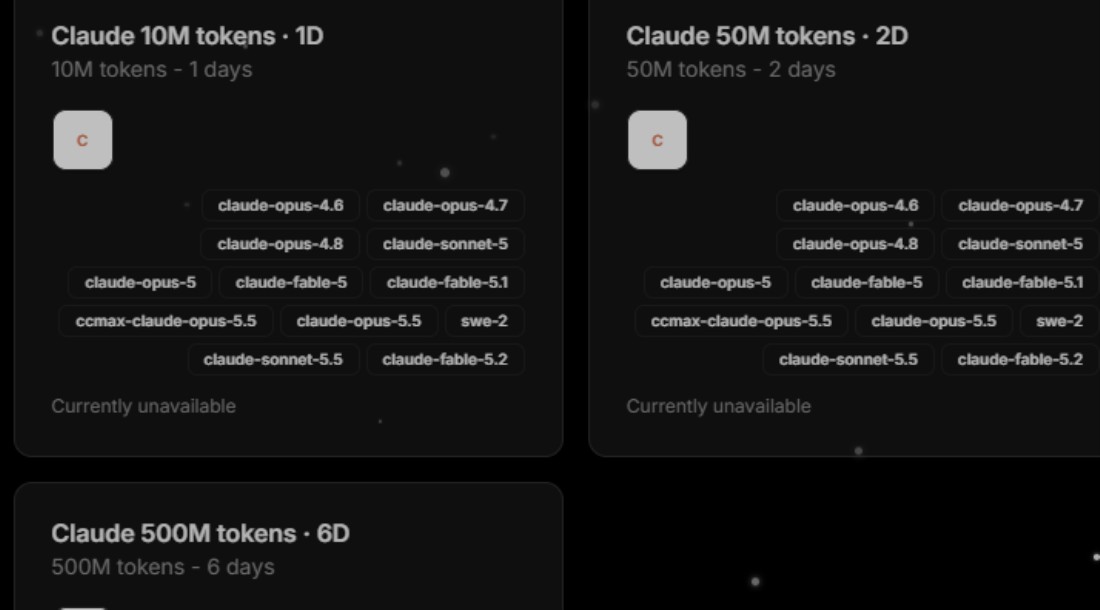 Claude 10M tokens · 1D
10M tokens - 1 days
C
claude-opus-4.6 claude-opus-4.7
claude-opus-4.8 claude-sonnet-5
claude-opus-5 claude-fable-5 claude-fable-5.1
ccmax-claude-opus-5.5 claude-opus-5.5 swe-2
claude-sonnet-5.5 claude-fable-5.2
Currently unavailable
Claude 50M tokens · 2D
50M tokens - 2 days
C
claude-opus-4.6 claude-opus-4.7
claude-opus-4.8 claude-sonnet-5
claude-opus-5 claude-fable-5 claude-fable-5.1
ccmax-claude-opus-5.5 claude-opus-5.5 swe-2
claude-sonnet-5.5 claude-fable-5.2
Currently unavailable
Claude 500M tokens · 6D
500M tokens - 6 days